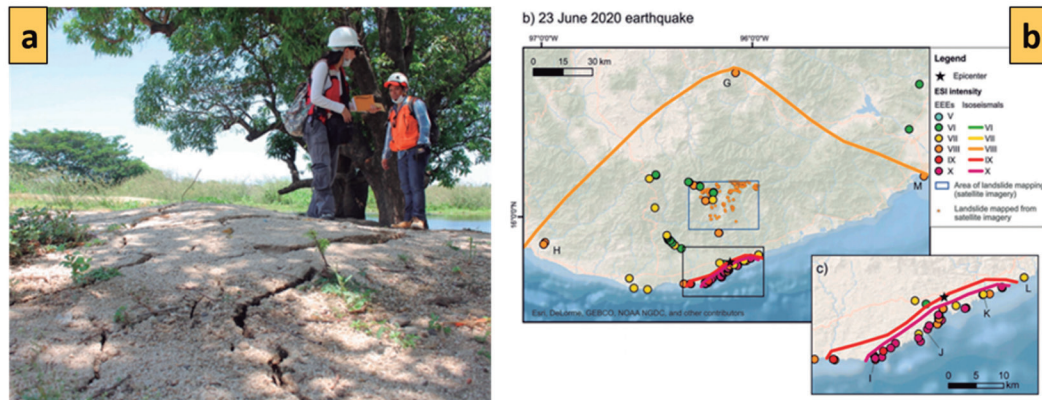 a
b) 23 June 2020 earthquake
b
97°0'0"W
96°0'0"W
0 15 30 km
G
16°0'0"N
H
M
Esri, DeLorme, GEBCO, NOAA NGDC, and other contributors
Legend
Epicenter
ESI intensity
EEEs Isoseismals
V
VI VI
VII VII
VIII VIII
IX IX
X X
Area of landslide mapping
(satellite imagery)
Landslide mapped from
satellite imagery
c)
L
K
J
I
0 5 10
km